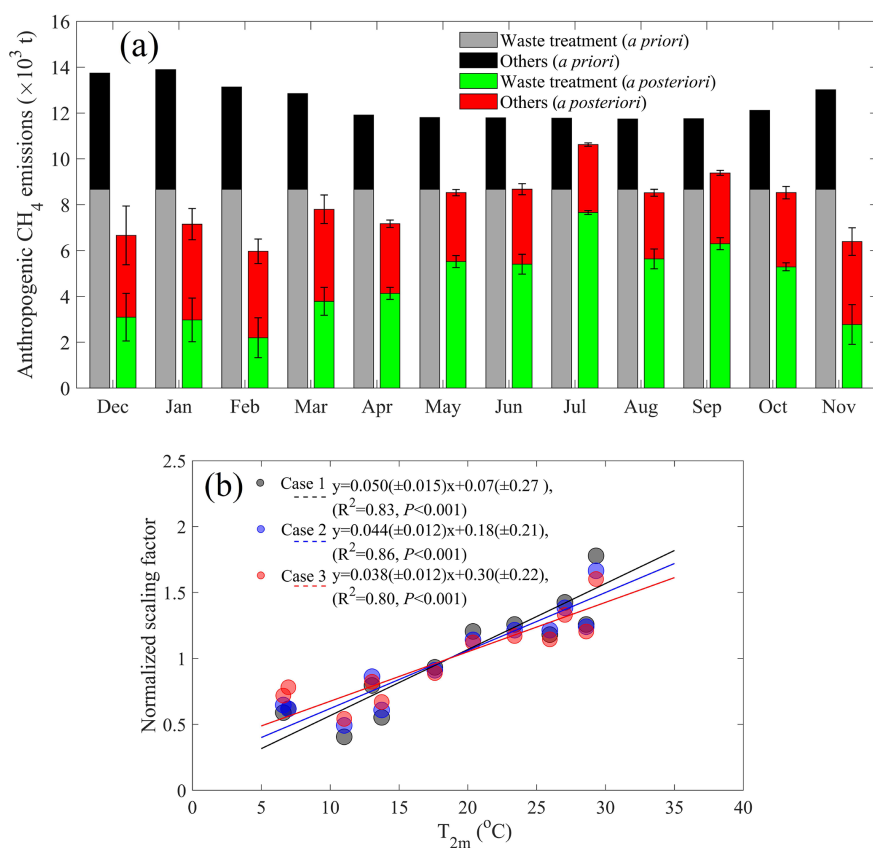 (a)
Waste treatment (a priori)
Others (a priori)
Waste treatment (a posteriori)
Others (a posteriori)
Anthropogenic CH4 emissions (×10^3 t)
16
14
12
10
8
6
4
2
0
Dec Jan Feb Mar Apr May Jun Jul Aug Sep Oct Nov
(b)
Case 1 y=0.050(±0.015)x+0.07(±0.27 ),
(R²=0.83, P<0.001)
Case 2 y=0.044(±0.012)x+0.18(±0.21),
(R²=0.86, P<0.001)
Case 3 y=0.038(±0.012)x+0.30(±0.22),
(R²=0.80, P<0.001)
Normalized scaling factor
2.5
2
1.5
1
0.5
0
0 5 10 15 20 25 30 35 40
T2m (°C)